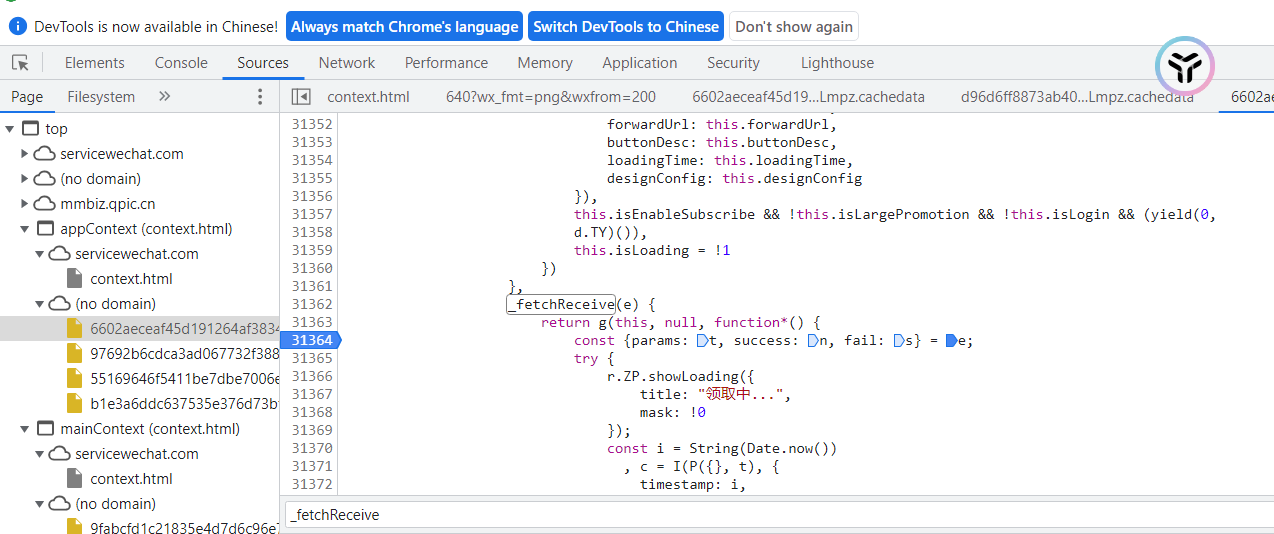 DevTools is now available in Chinese! Always match Chrome's language Switch DevTools to Chinese Don't show again
Elements Console Sources Network Performance Memory Application Security Lighthouse
Page Filesystem » context.html 640?wx_fmt=png&wxfrom=200 6602aeceaf45d19...Lmpz.cachedata d96d6ff8873ab40...Lmpz.cachedata 6602ae
top
servicewechat.com
(no domain)
mmbiz.qpic.cn
appContext (context.html)
servicewechat.com
context.html
(no domain)
6602aeceaf45d191264af3834
97692b6cdca3ad067732f388
55169646f5411be7dbe7006e
b1e3a6ddc637535e376d73b
mainContext (context.html)
servicewechat.com
context.html
(no domain)
9fabcfd1c21835e4d7d6c96e7
31352 forwardUrl: this.forwardUrl,
31353 buttonDesc: this.buttonDesc,
31354 loadingTime: this.loadingTime,
31355 designConfig: this.designConfig
31356 }),
31357 this.isEnableSubscribe && !this.isLargePromotion && !this.isLogin && (yield(0,
31358 d.TY)()),
31359 this.isLoading = !1
31360 })
31361 },
31362 _fetchReceive(e) {
31363 return g(this, null, function*() {
31364 const {params: t, success: n, fail: s} = e;
31365 try {
31366 r.ZP.showLoading({
31367 title: "领取中...",
31368 mask: !0
31369 });
31370 const i = String(Date.now())
31371 , c = I(P({}, t), {
31372 timestamp: i,
_fetchReceive